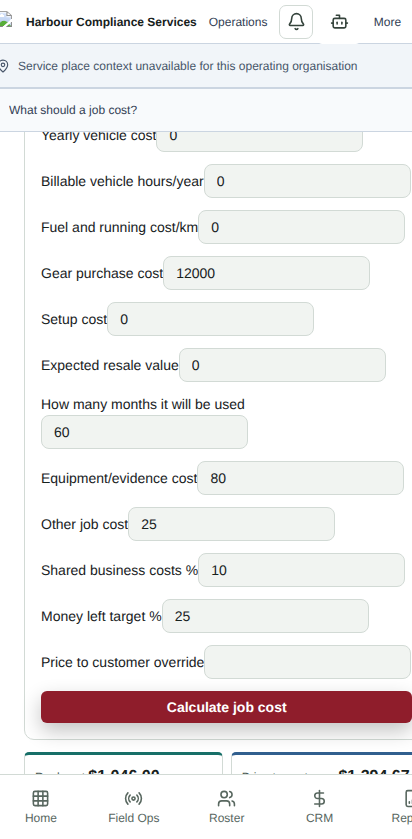 Harbour Compliance Services Operations More
Service place context unavailable for this operating organisation
What should a job cost?
Yearly vehicle cost 0
Billable vehicle hours/year 0
Fuel and running cost/km 0
Gear purchase cost 12000
Setup cost 0
Expected resale value 0
How many months it will be used
60
Equipment/evidence cost 80
Other job cost 25
Shared business costs % 10
Money left target % 25
Price to customer override
Calculate job cost
Home Field Ops Roster CRM